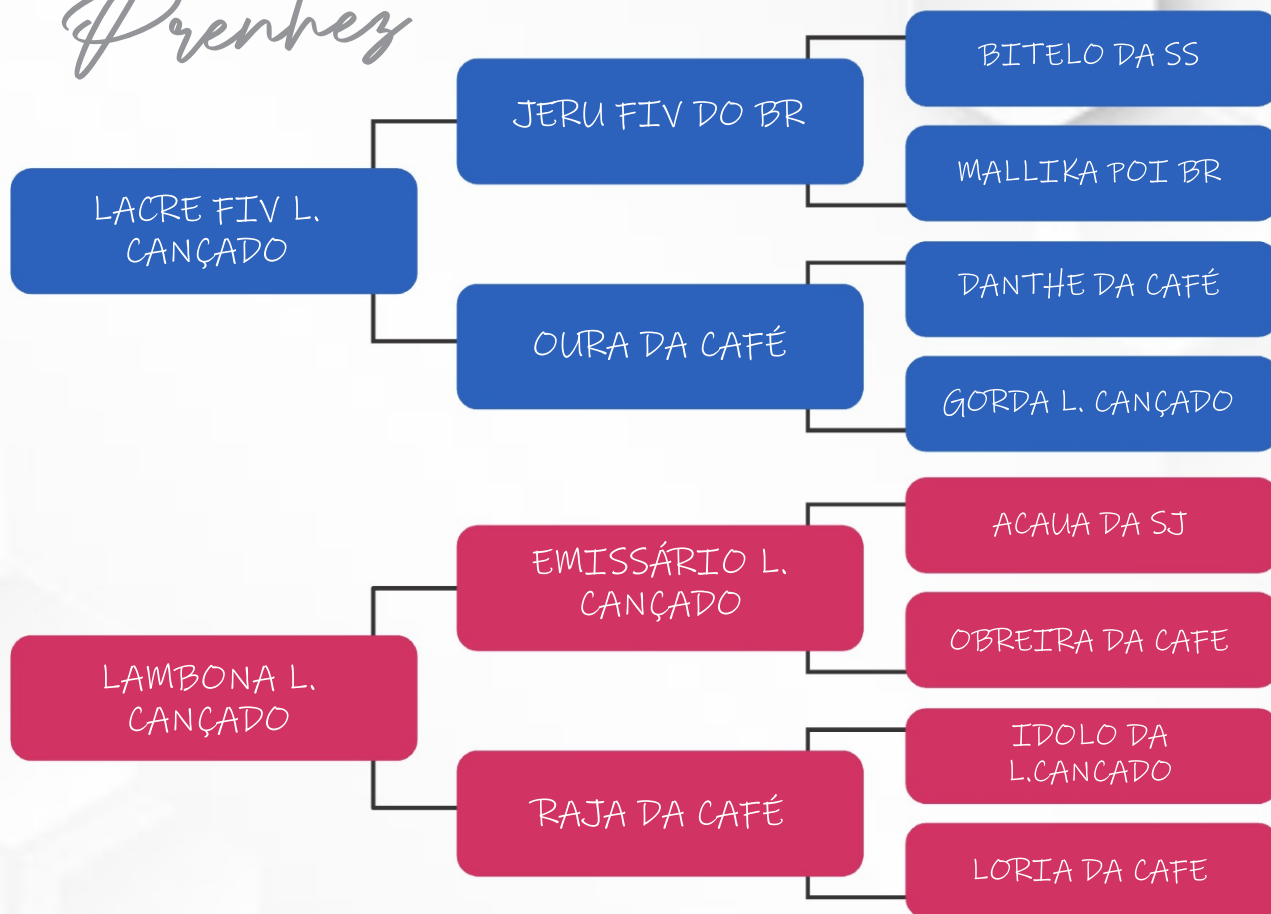 Prenhez
BITELO DA SS
JERU FIV DO BR
MALLIKA POI BR
LACRE FIV L.
CANÇADO
DANTHE DA CAFÉ
OURA DA CAFÉ
GORDA L. CANÇADO
ACAUA DA SJ
EMISSÁRIO L.
CANÇADO
OBREIRA DA CAFE
LAMBONA L.
CANÇADO
IDOLO DA
L.CANCADO
RAJA DA CAFÉ
LORIA DA CAFE